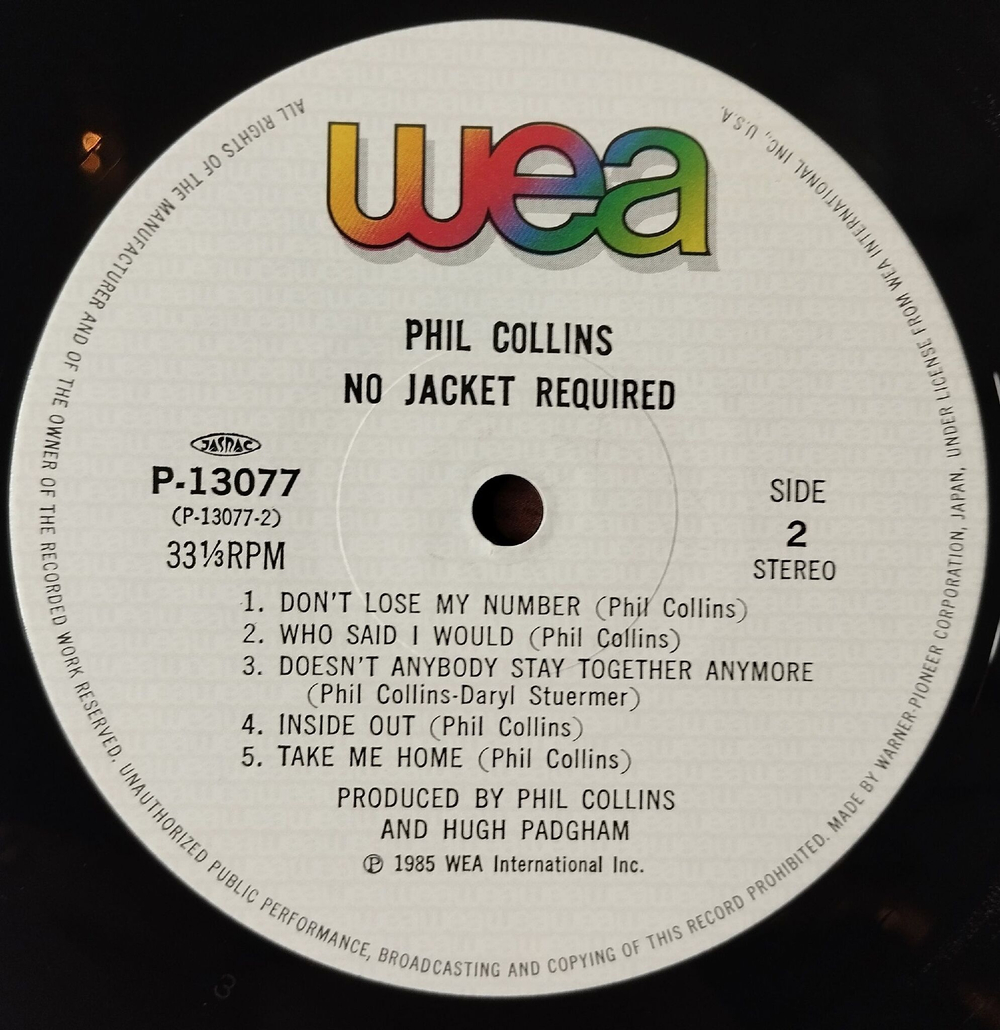 wea
PHIL COLLINS
NO JACKET REQUIRED
JASRAC
P-13077
(P-13077-2)
33⅓RPM
SIDE
2
STEREO
1. DON'T LOSE MY NUMBER (Phil Collins)
2. WHO SAID I WOULD (Phil Collins)
3. DOESN'T ANYBODY STAY TOGETHER ANYMORE
(Phil Collins-Daryl Stuermer)
4. INSIDE OUT (Phil Collins)
5. TAKE ME HOME (Phil Collins)
PRODUCED BY PHIL COLLINS
AND HUGH PADGHAM
℗ 1985 WEA International Inc.
ALL RIGHTS OF THE MANUFACTURER AND OF THE OWNER OF THE RECORDED WORK RESERVED. UNAUTHORIZED PUBLIC PERFORMANCE, BROADCASTING AND COPYING OF THIS RECORD PROHIBITED. MADE BY WARNER-PIONEER CORPORATION, JAPAN, UNDER LICENSE FROM WEA INTERNATIONAL INC., U.S.A.